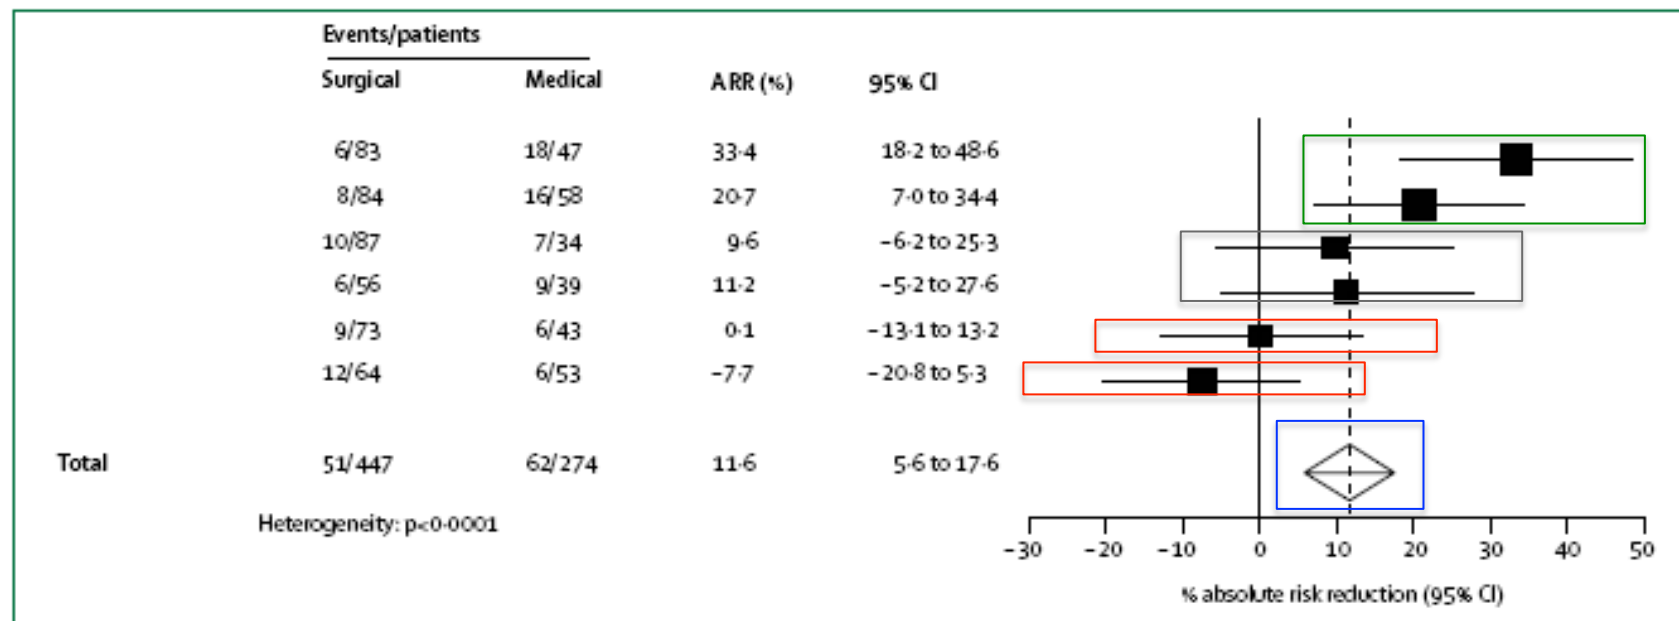 Events/patients
Surgical Medical ARR (%) 95% CI
6/83 18/47 33·4 18·2 to 48·6
8/84 16/58 20·7 7·0 to 34·4
10/87 7/34 9·6 −6·2 to 25·3
6/56 9/39 11·2 −5·2 to 27·6
9/73 6/43 0·1 −13·1 to 13·2
12/64 6/53 −7·7 −20·8 to 5·3
Total 51/447 62/274 11·6 5·6 to 17·6
Heterogeneity: p<0·0001
−30 −20 −10 0 10 20 30 40 50
% absolute risk reduction (95% CI)